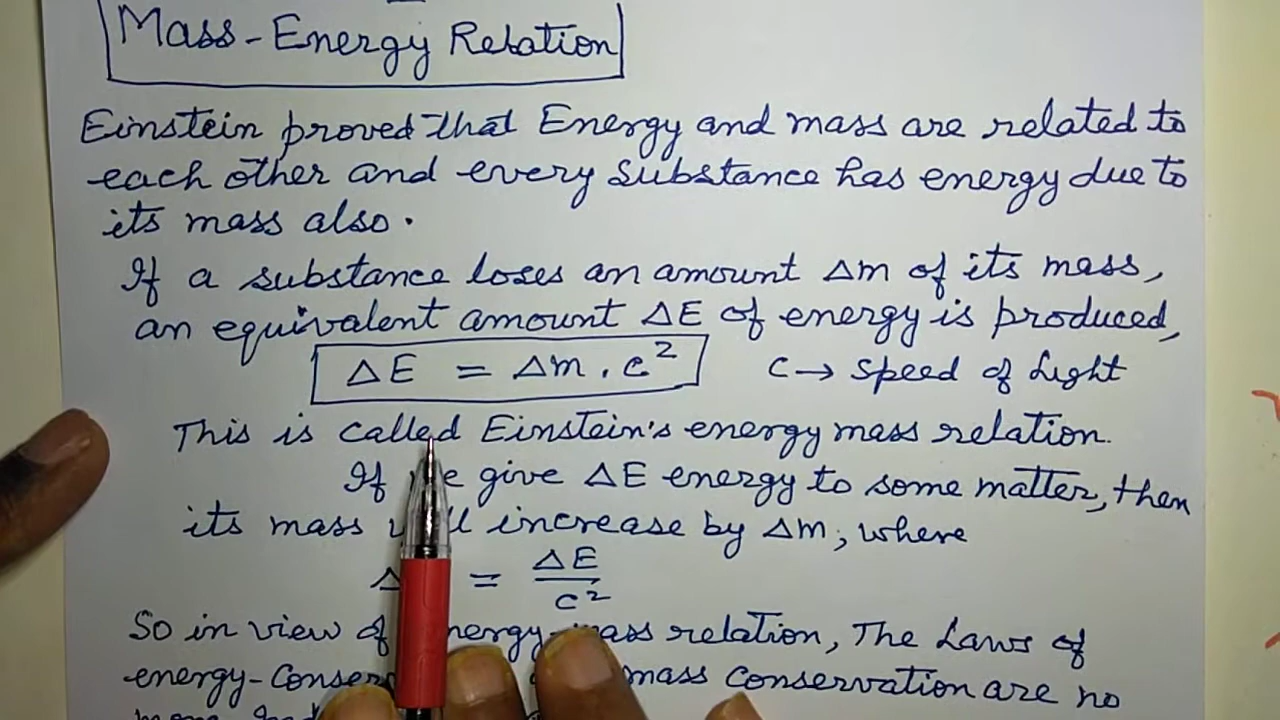 Mass-Energy Relation
Einstein proved that Energy and mass are related to
each other and every substance has energy due to
its mass also.
If a substance loses an amount Δm of its mass,
an equivalent amount ΔE of energy is produced,
ΔE = Δm . c² c → speed of Light
This is called Einstein's energy mass relation.
If give ΔE energy to some matter, then
its mass increase by Δm, where
= ΔE/c²
So in view of relation, The Laws of
mass conservation are no